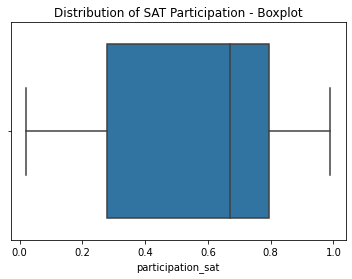 Distribution of SAT Participation - Boxplot
0.0 0.2 0.4 0.6 0.8 1.0
participation_sat